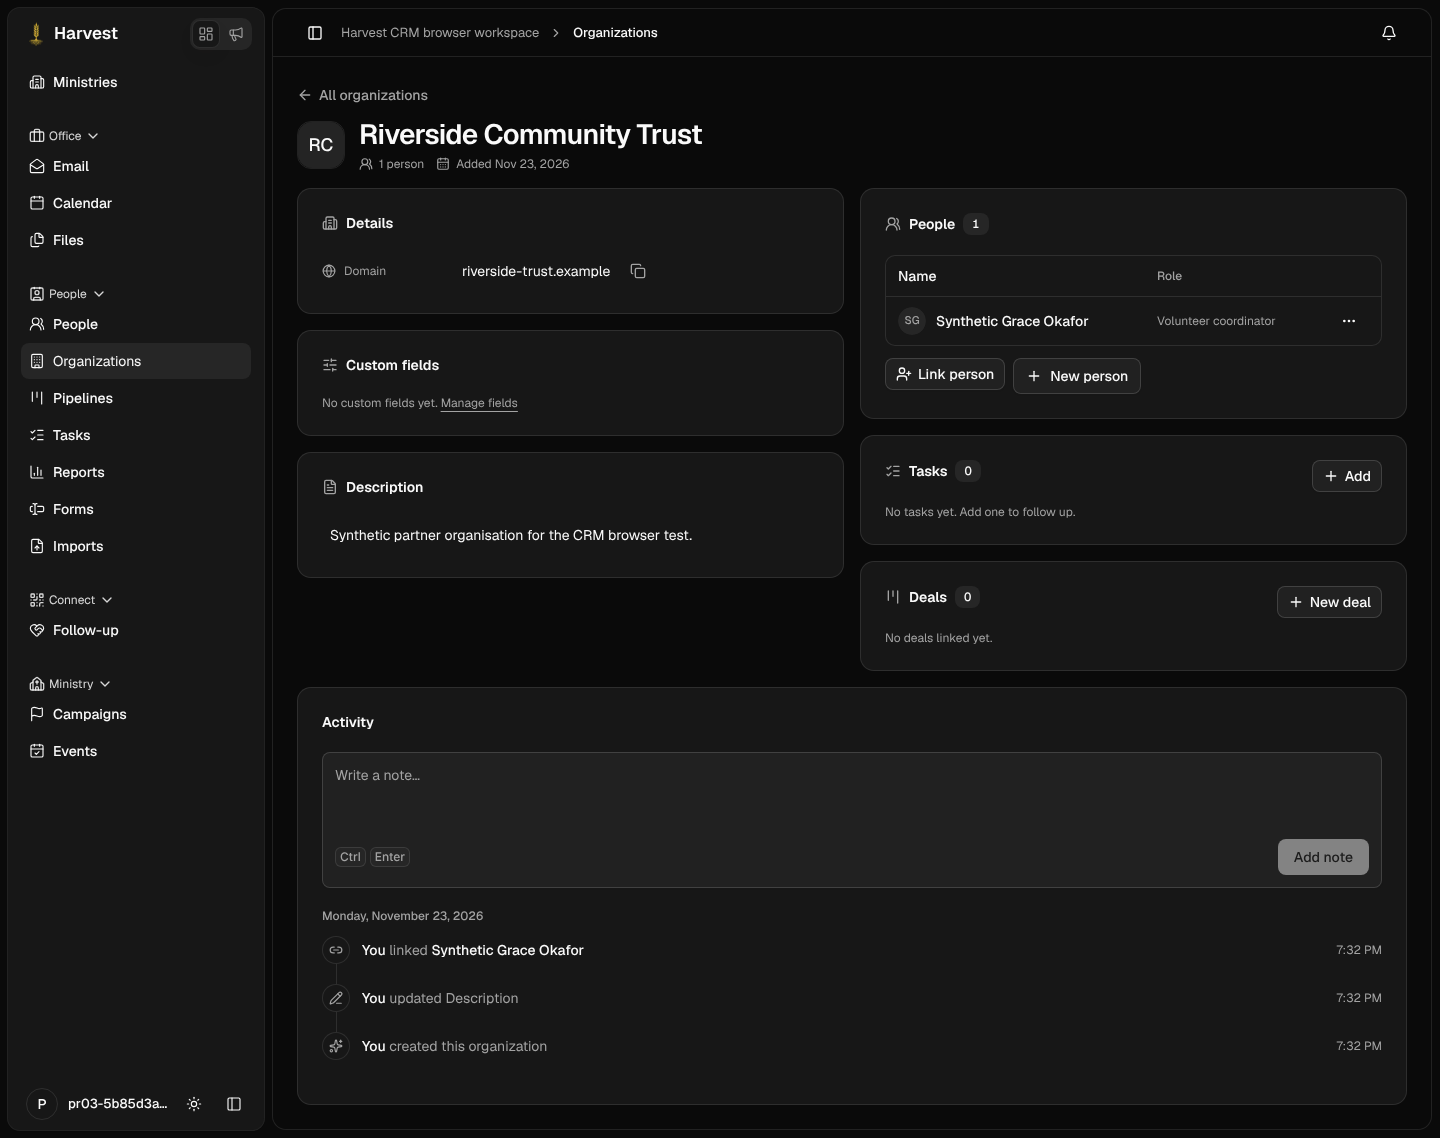 Harvest
Ministries
Office
Email
Calendar
Files
People
People
Organizations
Pipelines
Tasks
Reports
Forms
Imports
Connect
Follow-up
Ministry
Campaigns
Events
P pr03-5b85d3a...
Harvest CRM browser workspace > Organizations
All organizations
RC
Riverside Community Trust
1 person Added Nov 23, 2026
Details
Domain riverside-trust.example
Custom fields
No custom fields yet. Manage fields
Description
Synthetic partner organisation for the CRM browser test.
People 1
Name Role
SG Synthetic Grace Okafor Volunteer coordinator
Link person + New person
Tasks 0 + Add
No tasks yet. Add one to follow up.
Deals 0 + New deal
No deals linked yet.
Activity
Write a note...
Ctrl Enter Add note
Monday, November 23, 2026
You linked Synthetic Grace Okafor 7:32 PM
You updated Description 7:32 PM
You created this organization 7:32 PM